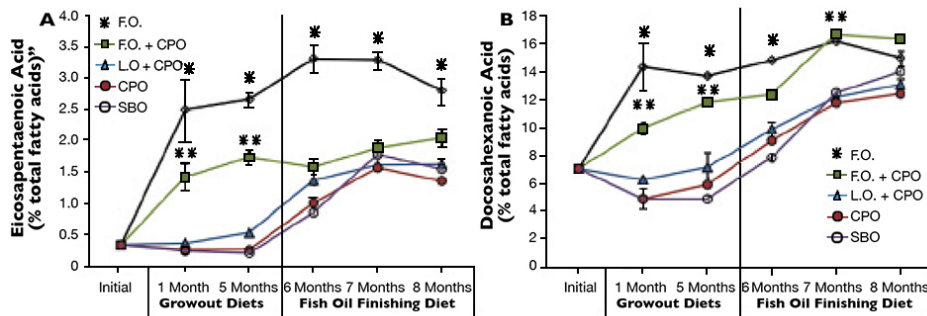 A
Eicosapentaenoic Acid
(% total fatty acids)”
4.0
3.5
3.0
2.5
2.0
1.5
1.0
0.5
0
F.O.
F.O. + CPO
L.O + CPO
CPO
SBO
*
*
*
*
*
**
**
Initial
1 Month
5 Months
6 Months
7 Months
8 Months
Growout Diets
Fish Oil Finishing Diet
B
Docosahexanoic Acid
(% total fatty acids)
18
16
14
12
10
8
6
4
2
0
*
*
*
**
**
**
* F.O.
F.O. + CPO
L.O. + CPO
CPO
SBO
Initial
1 Month
5 Months
6 Months
7 Months
8 Months
Growout Diets
Fish Oil Finishing Diet